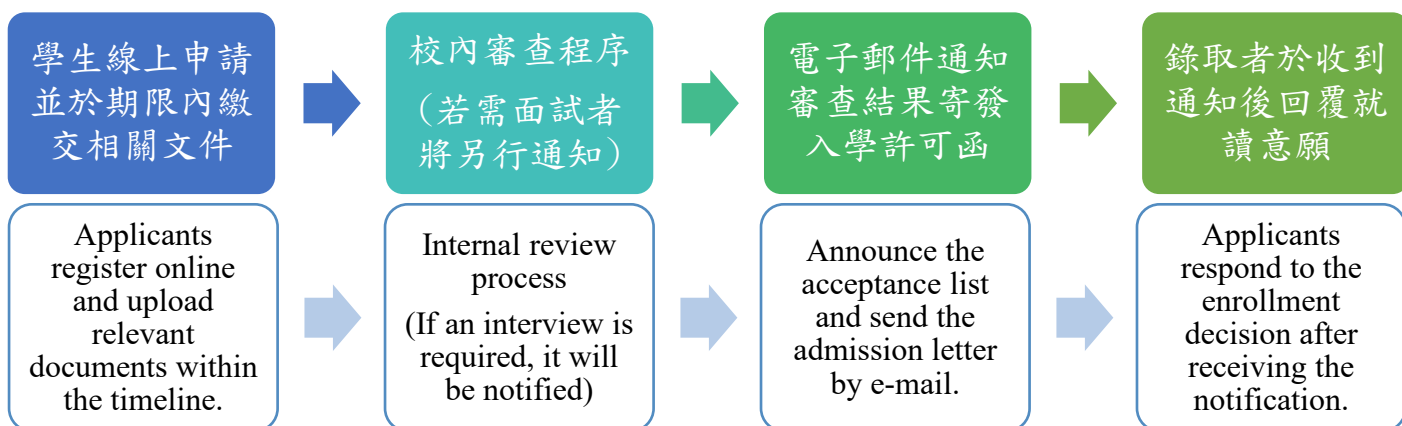 學生線上申請
並於期限內繳
交相關文件
校內審查程序
(若需面試者
將另行通知)
電子郵件通知
審查結果寄發
入學許可函
錄取者於收到
通知後回覆就
讀意願
Applicants
register online
and upload
relevant
documents within
the timeline.
Internal review
process
(If an interview is
required, it will
be notified)
Announce the
acceptance list
and send the
admission letter
by e-mail.
Applicants
respond to the
enrollment
decision after
receiving the
notification.